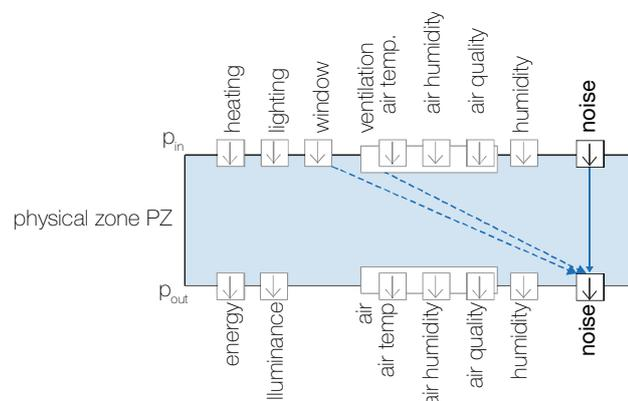 heating
lighting
window
ventilation
air temp.
air humidity
air quality
humidity
noise
p_in
physical zone PZ
p_out
energy
illuminance
air
air temp
air humidity
air quality
humidity
noise